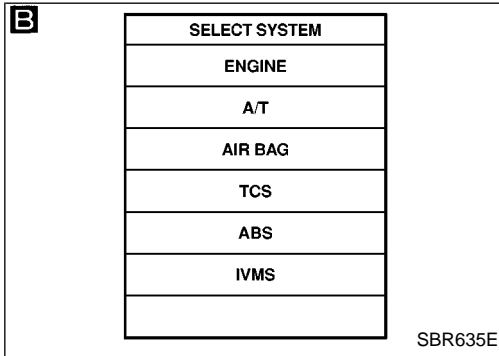 B
SELECT SYSTEM
ENGINE
A/T
AIR BAG
TCS
ABS
IVMS
SBR635E